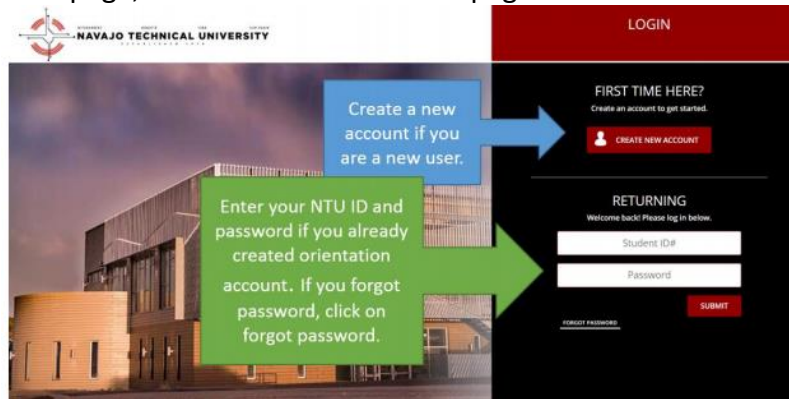 NAVAJO TECHNICAL UNIVERSITY
LOGIN
FIRST TIME HERE?
Create an account to get started.
CREATE NEW ACCOUNT
Create a new
account if you
are a new user.
RETURNING
Welcome back! Please log in below.
Student ID#
Password
SUBMIT
FORGOT PASSWORD
Enter your NTU ID and
password if you already
created orientation
account. If you forgot
password, click on
forgot password.